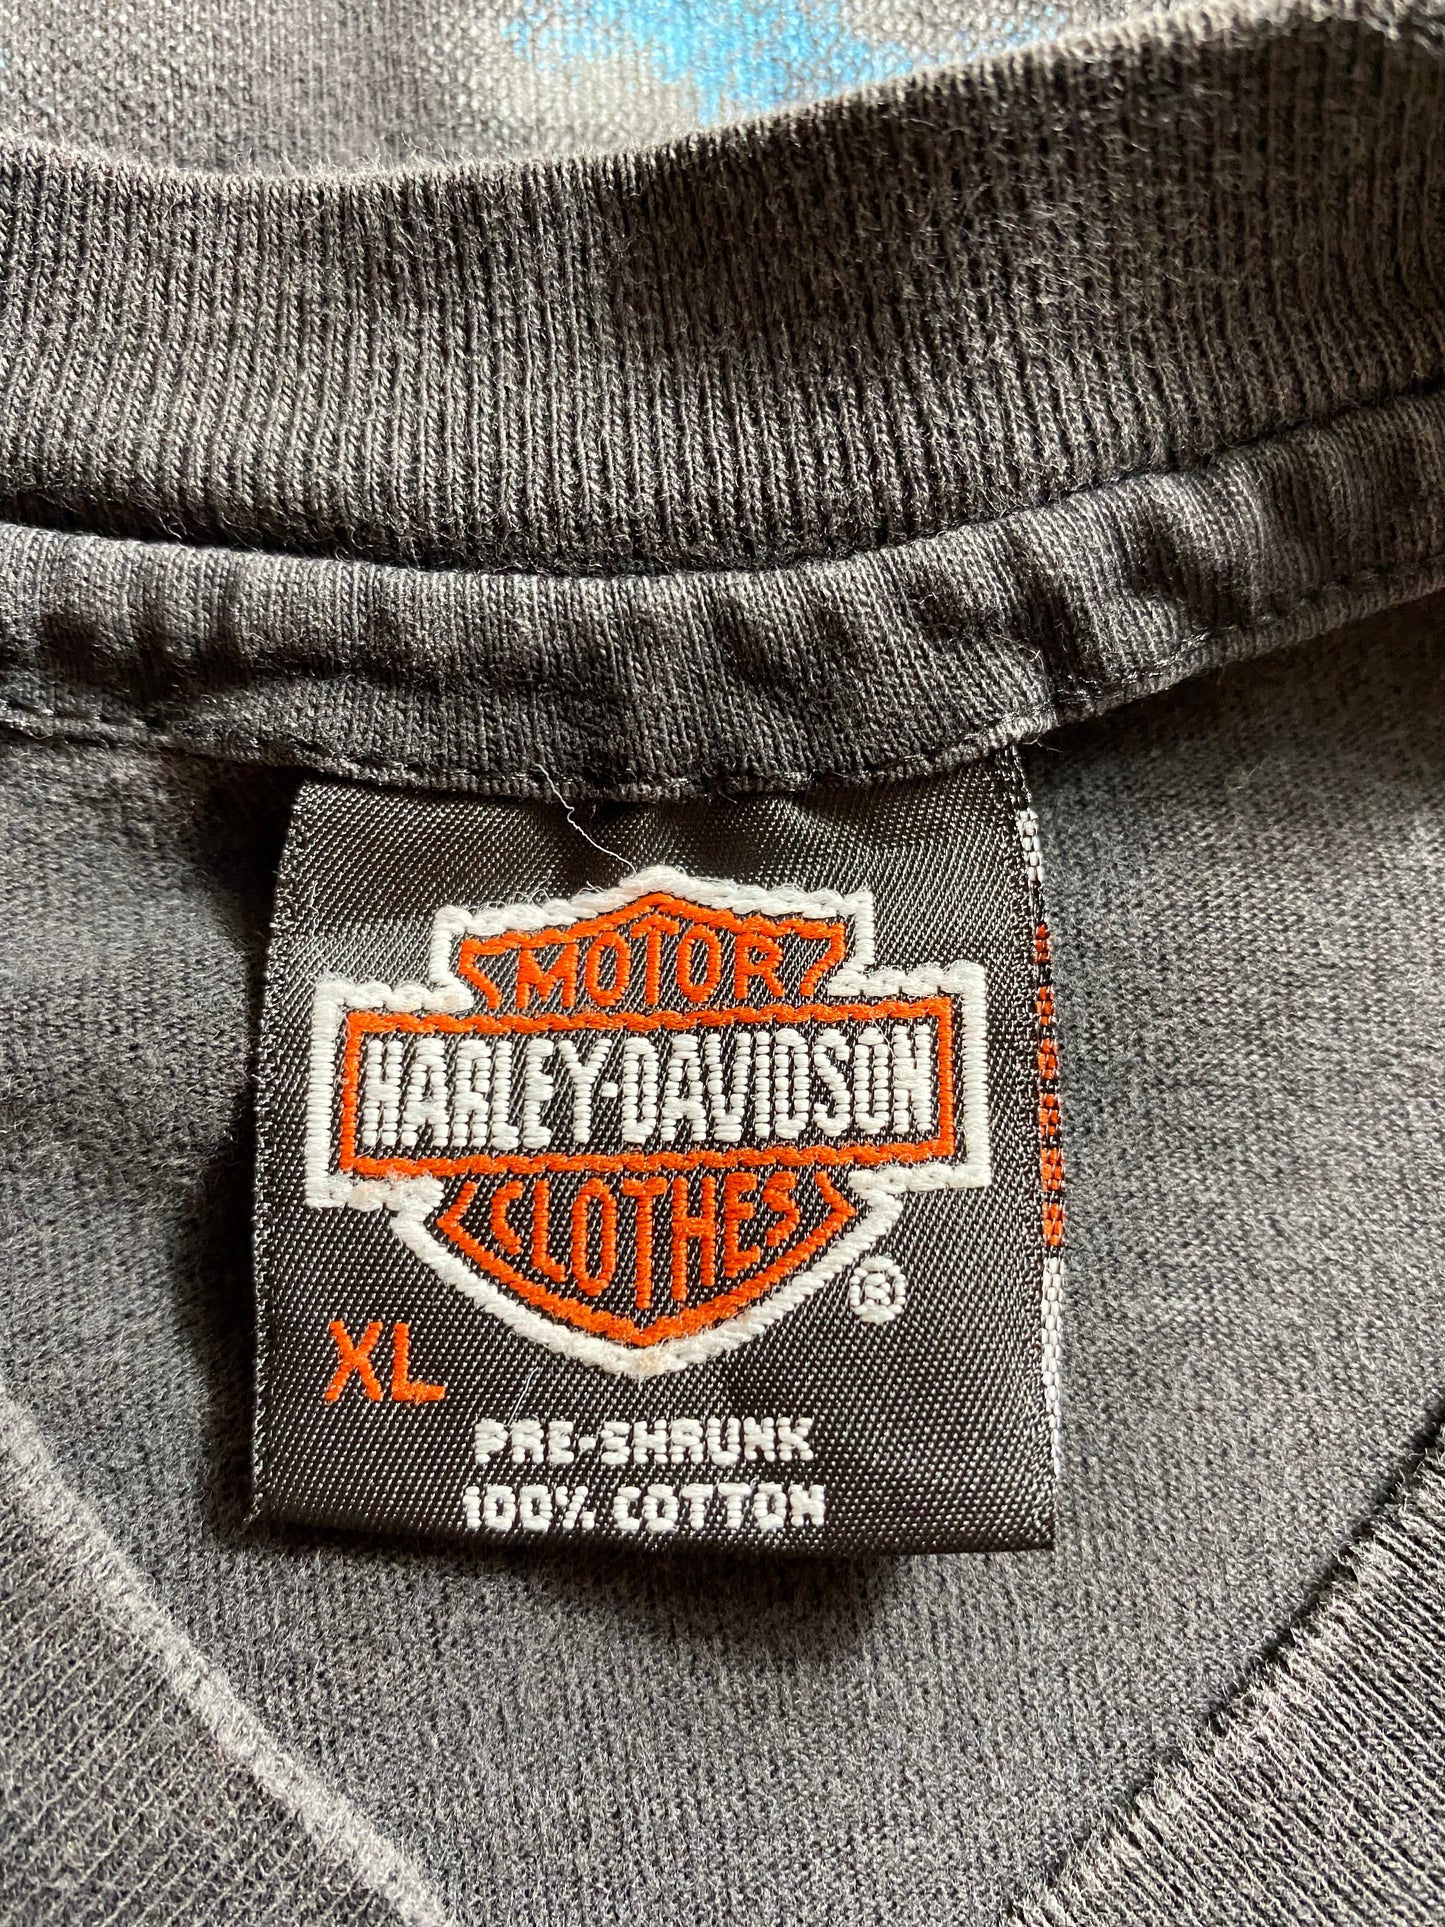 MOTOR
HARLEY-DAVIDSON
CLOTHES
®
XL
PRE-SHRUNK
100% COTTON